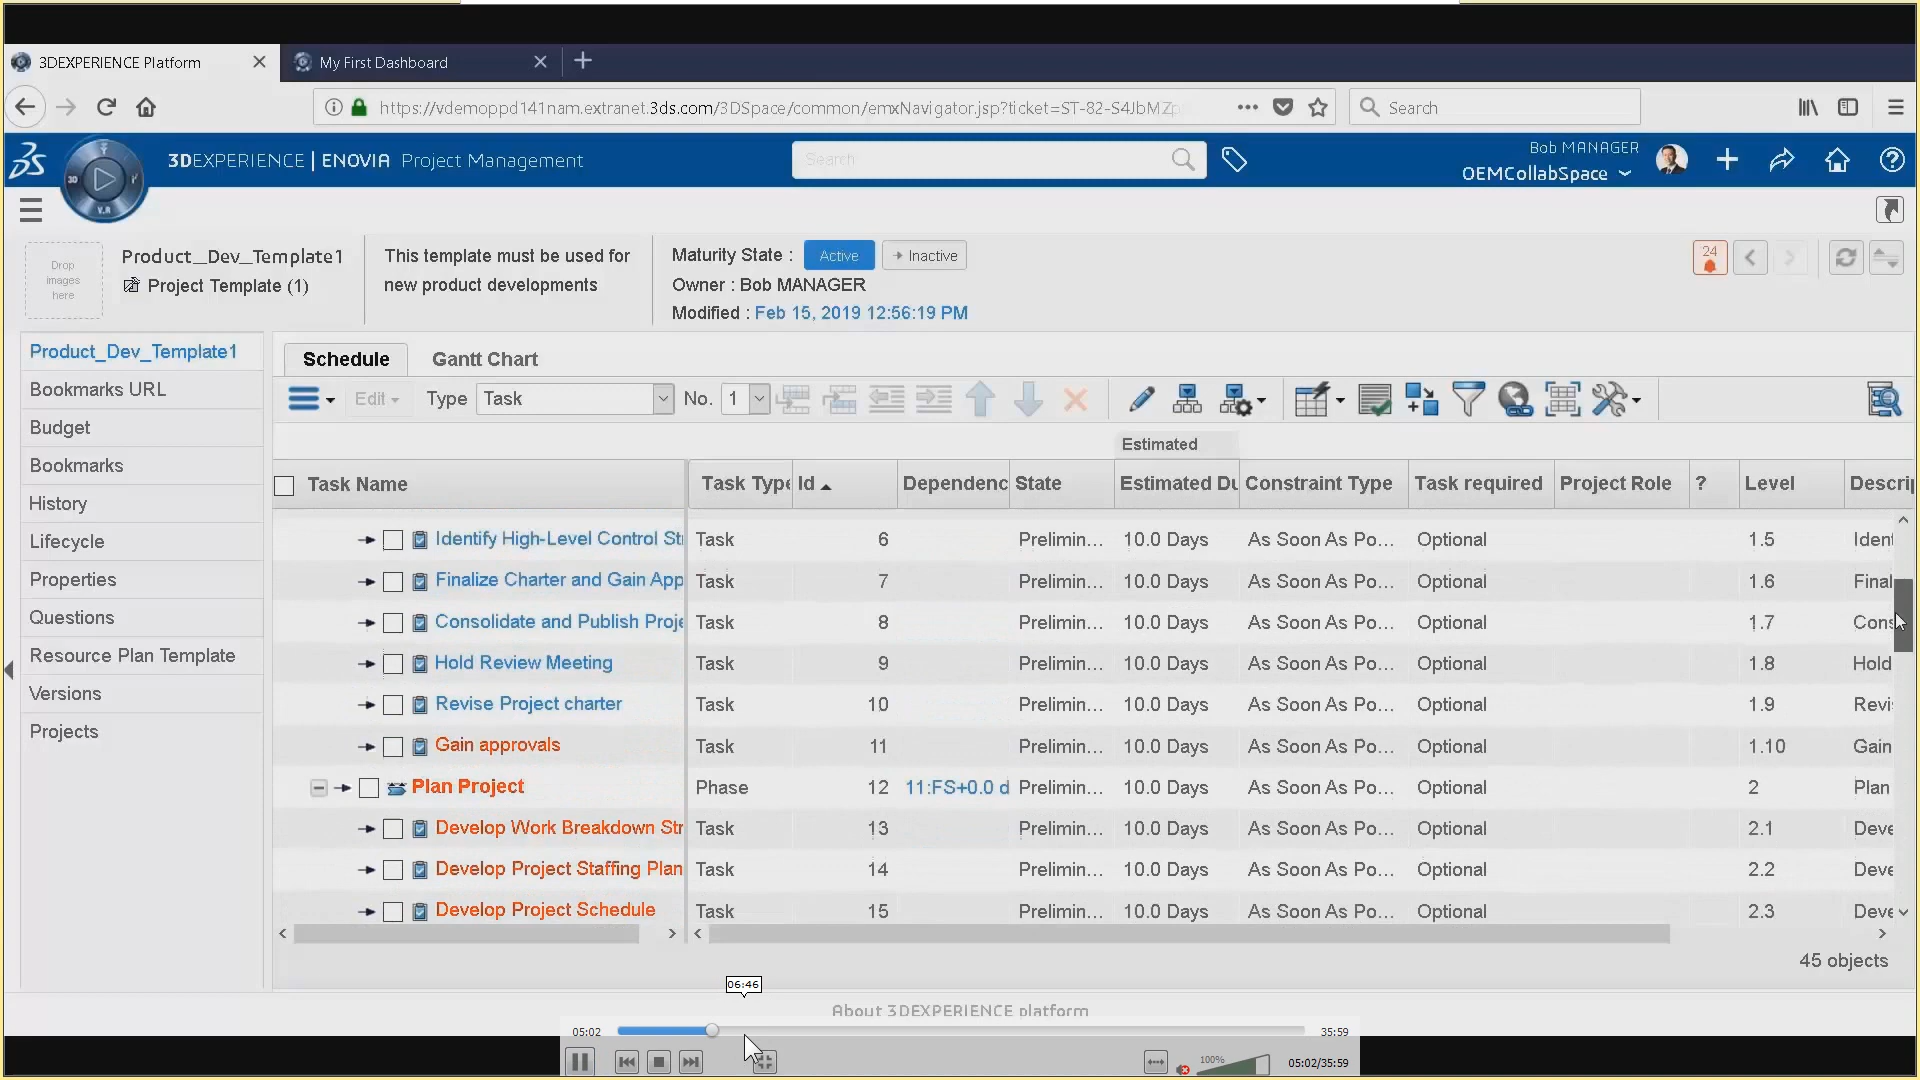 3DEXPERIENCE Platform
My First Dashboard
https://vdemoppd141nam.extranet.3ds.com/3DSpace/common/emxNavigator.jsp?ticket=ST-82-S4JbMZp
Search
3DEXPERIENCE | ENOVIA Project Management
Search
Bob MANAGER
OEMCollabSpace
3D
V.R
Drop
images
here
Product_Dev_Template1
Project Template (1)
This template must be used for
new product developments
Maturity State :
Active
Inactive
Owner : Bob MANAGER
Modified : Feb 15, 2019 12:56:19 PM
24
Product_Dev_Template1
Bookmarks URL
Budget
Bookmarks
History
Lifecycle
Properties
Questions
Resource Plan Template
Versions
Projects
Schedule
Gantt Chart
Edit
Type
Task
No.
1
Estimated
Task Name Task Type Id Dependenc State Estimated Du Constraint Type Task required Project Role ? Level Descrip
Identify High-Level Control St Task 6 Prelimin... 10.0 Days As Soon As Po... Optional 1.5 Ident
Finalize Charter and Gain App Task 7 Prelimin... 10.0 Days As Soon As Po... Optional 1.6 Final
Consolidate and Publish Proje Task 8 Prelimin... 10.0 Days As Soon As Po... Optional 1.7 Cons
Hold Review Meeting Task 9 Prelimin... 10.0 Days As Soon As Po... Optional 1.8 Hold
Revise Project charter Task 10 Prelimin... 10.0 Days As Soon As Po... Optional 1.9 Revi
Gain approvals Task 11 Prelimin... 10.0 Days As Soon As Po... Optional 1.10 Gain
Plan Project Phase 12 11:FS+0.0 d Prelimin... 10.0 Days As Soon As Po... Optional 2 Plan
Develop Work Breakdown Str Task 13 Prelimin... 10.0 Days As Soon As Po... Optional 2.1 Deve
Develop Project Staffing Plan Task 14 Prelimin... 10.0 Days As Soon As Po... Optional 2.2 Deve
Develop Project Schedule Task 15 Prelimin... 10.0 Days As Soon As Po... Optional 2.3 Deve
45 objects
06:46
About 3DEXPERIENCE platform
05:02
35:59
100%
05:02/35:59